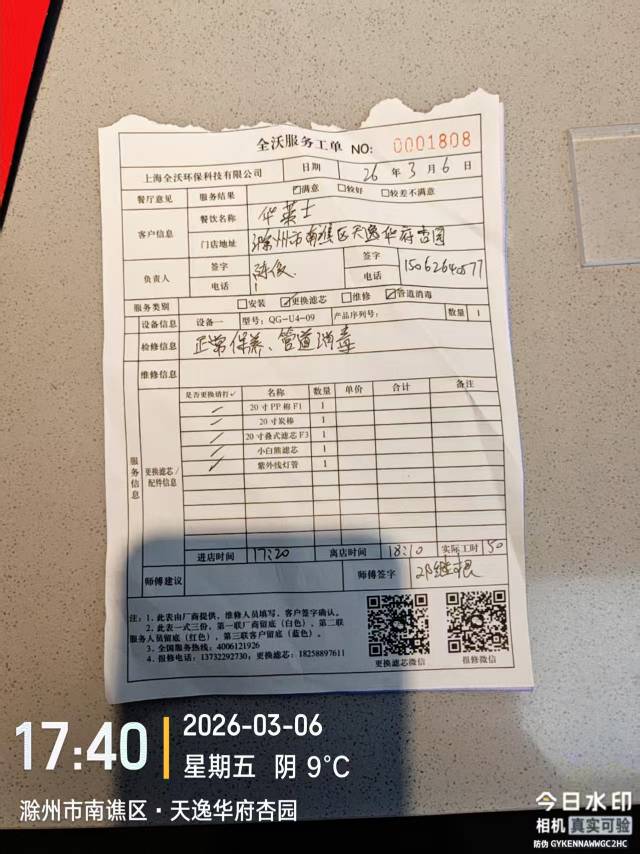 全沃服务工单 NO: 0001808
上海全沃环保科技有限公司 日期 26年3月6日
餐厅意见 服务结果 ☑满意 □较好 □较差不满意
客户信息 餐饮名称 华莱士
门店地址 滁州市南谯区天逸华府杏园
负责人 签字 陈俊 签字
电话 电话 15062640577
服务类别 □安装 ☑更换滤芯 □维修 ☑管道消毒
设备信息 设备一 型号: QG-U4-09 产品序列号: 数量 1
检修信息 正常保养、管道消毒
维修信息
服务信息 更换滤芯/配件信息
是否更换请打✓ 名称 数量 单价 合计 备注
✓ 20寸PP棉F1 1
✓ 20寸炭棒 1
✓ 20寸叠式滤芯F3 1
✓ 小白熊滤芯 1
✓ 紫外线灯管 1
进店时间 17:20 离店时间 18:10 实际工时 50
师傅建议 师傅签字 邓继根
注: 1. 此表由厂商提供,维修人员填写,客户签字确认。
2. 此表一式三份,第一联厂商留底(白色),第二联
服务人员留底(红色),第三联客户留底(蓝色)。
3. 全国服务热线: 4006121926
4. 报修电话: 13732292730, 更换滤芯: 18258897611
更换滤芯微信 报修微信
17:40
2026-03-06
星期五 阴 9°C
滁州市南谯区·天逸华府杏园
今日水印
相机 真实可验
防伪 GYKENNAWWGC2HC